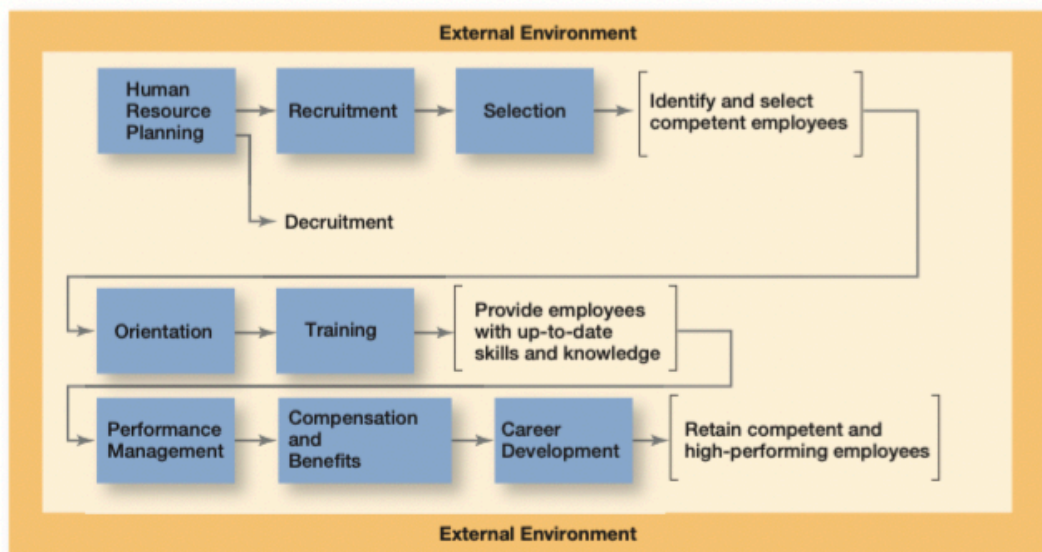 External Environment
Human
Resource
Planning
Recruitment
Selection
Identify and select
competent employees
Decruitment
Orientation
Training
Provide employees
with up-to-date
skills and knowledge
Performance
Management
Compensation
and
Benefits
Career
Development
Retain competent and
high-performing employees
External Environment